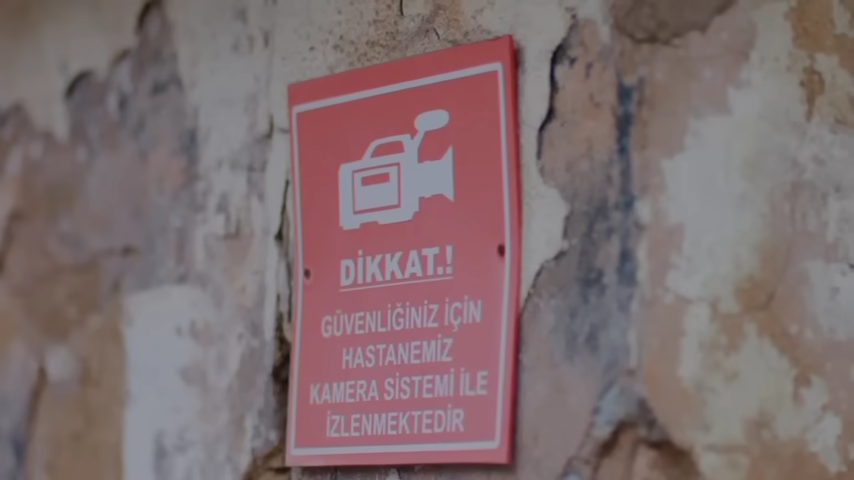 DİKKAT.!
GÜVENLİĞİNİZ İÇİN
HASTANEMİZ
KAMERA SİSTEMİ İLE
İZLENMEKTEDİR